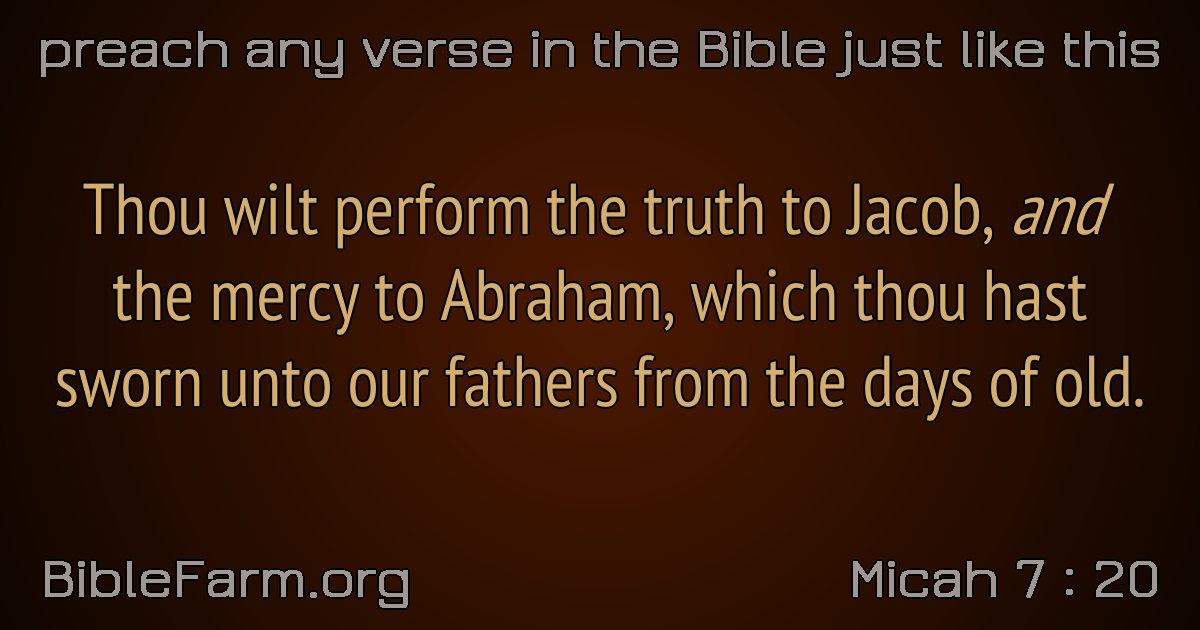 preach any verse in the Bible just like this
Thou wilt perform the truth to Jacob, and
the mercy to Abraham, which thou hast
sworn unto our fathers from the days of old.
BibleFarm.org
Micah 7 : 20